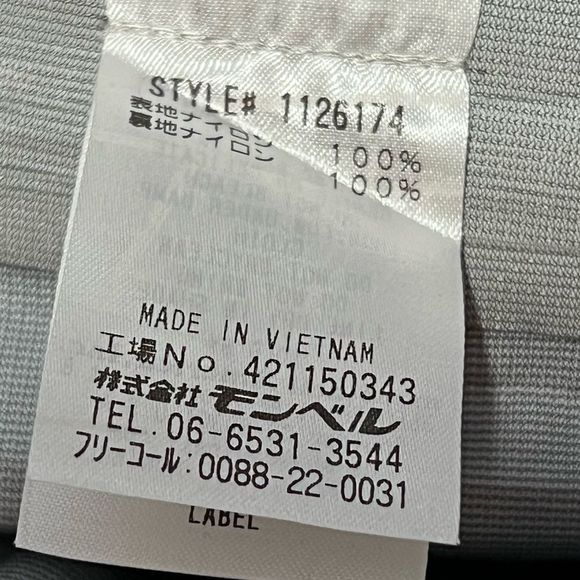 STYLE# 1126174
表地ナイロン 100%
裏地ナイロン 100%
MADE IN VIETNAM
工場No.421150343
株式会社 モンベル
TEL.06-6531-3544
フリーコール:0088-22-0031
LABEL